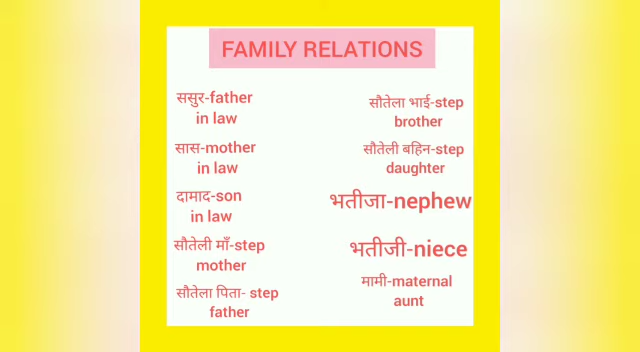 FAMILY RELATIONS
ससुर-father
in law
सास-mother
in law
दामाद-son
in law
सौतेली माँ-step
mother
सौतेला पिता- step
father
सौतेला भाई-step
brother
सौतेली बहिन-step
daughter
भतीजा-nephew
भतीजी-niece
मामी-maternal
aunt